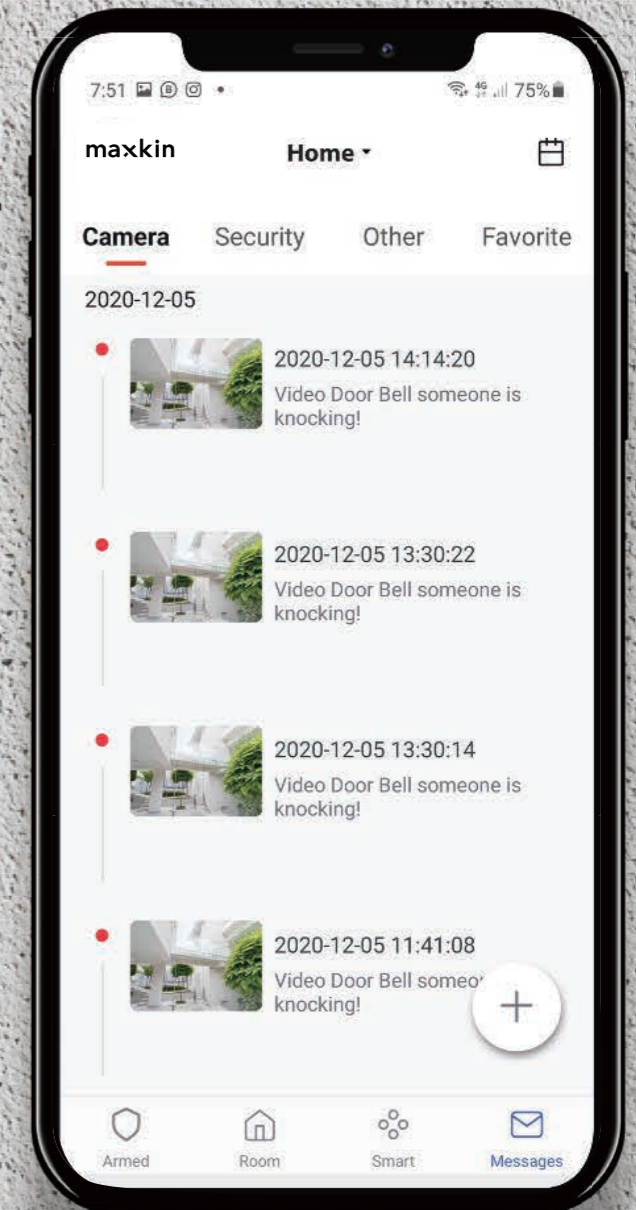 7:51
4G
75%
maxkin
Home
Camera Security Other Favorite
2020-12-05
2020-12-05 14:14:20
Video Door Bell someone is
knocking!
2020-12-05 13:30:22
Video Door Bell someone is
knocking!
2020-12-05 13:30:14
Video Door Bell someone is
knocking!
2020-12-05 11:41:08
Video Door Bell someo
knocking!
Armed Room Smart Messages